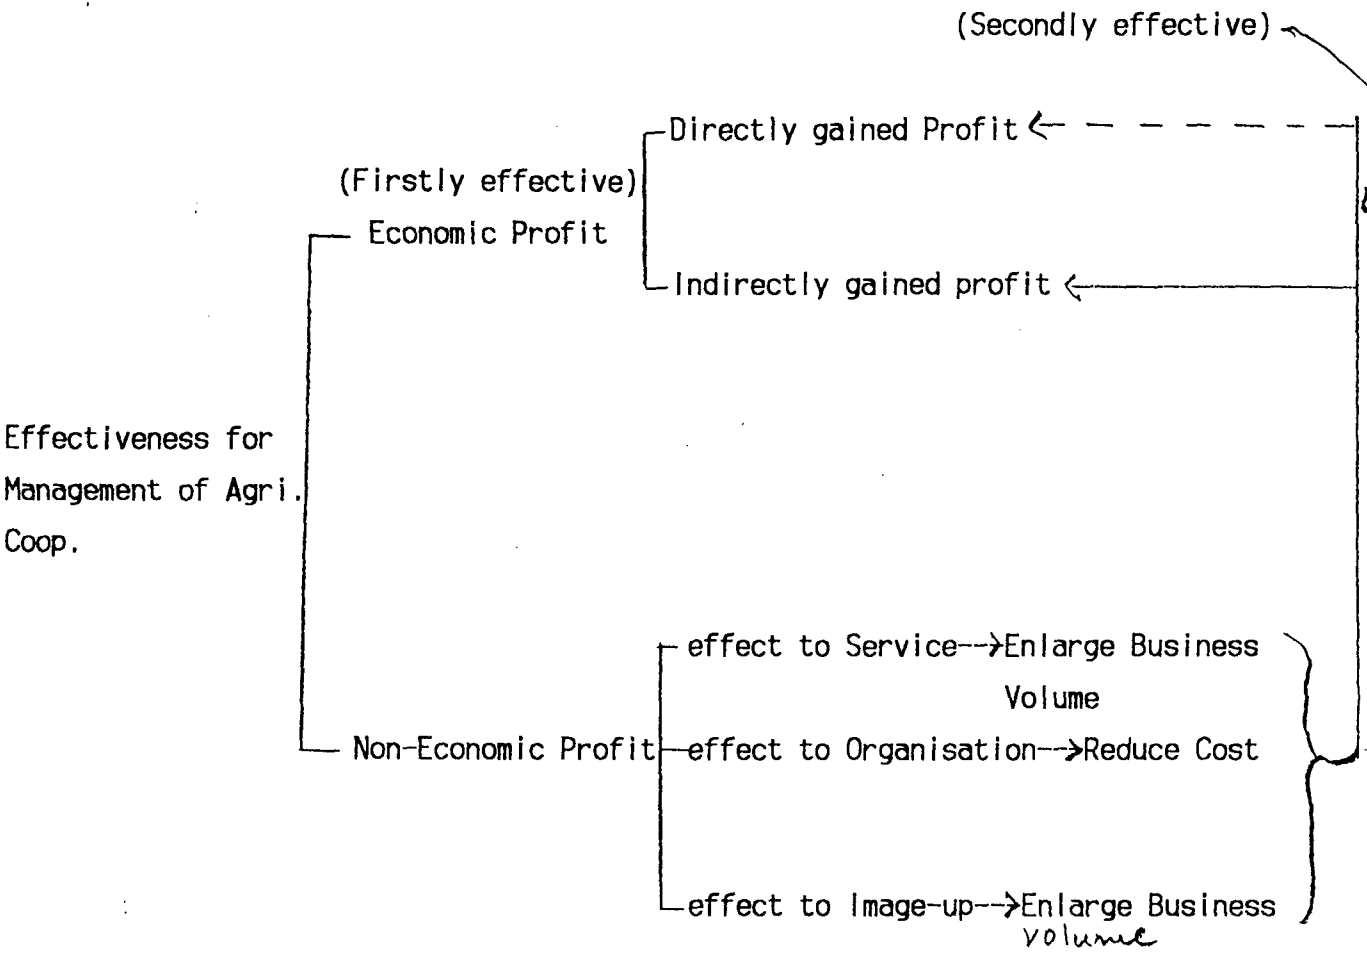 (Secondly effective)
Directly gained Profit
(Firstly effective)
Economic Profit
Indirectly gained profit
Effectiveness for
Management of Agri.
Coop.
effect to Service-->Enlarge Business
Volume
Non-Economic Profit
effect to Organisation-->Reduce Cost
effect to Image-up-->Enlarge Business
volume